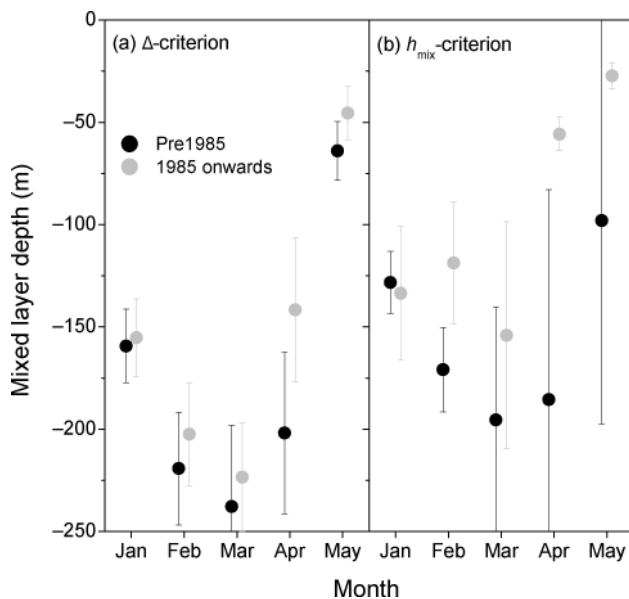 (a) Δ-criterion
(b) h_mix-criterion
Pre1985
1985 onwards
Mixed layer depth (m)
0
−50
−100
−150
−200
−250
Jan Feb Mar Apr May
Jan Feb Mar Apr May
Month